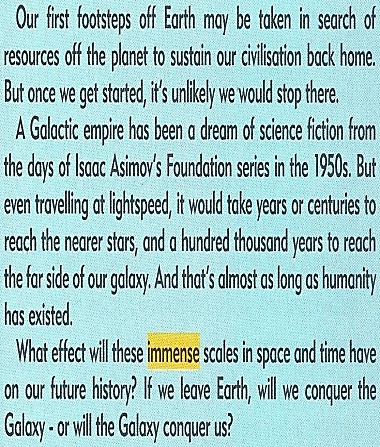 Our first footsteps off Earth may be taken in search of
resources off the planet to sustain our civilisation back home.
But once we get started, it's unlikely we would stop there.
A Galactic empire has been a dream of science fiction from
the days of Isaac Asimov's Foundation series in the 1950s. But
even travelling at lightspeed, it would take years or centuries to
reach the nearer stars, and a hundred thousand years to reach
the far side of our galaxy. And that's almost as long as humanity
has existed.
What effect will these immense scales in space and time have
on our future history? If we leave Earth, will we conquer the
Galaxy - or will the Galaxy conquer us?